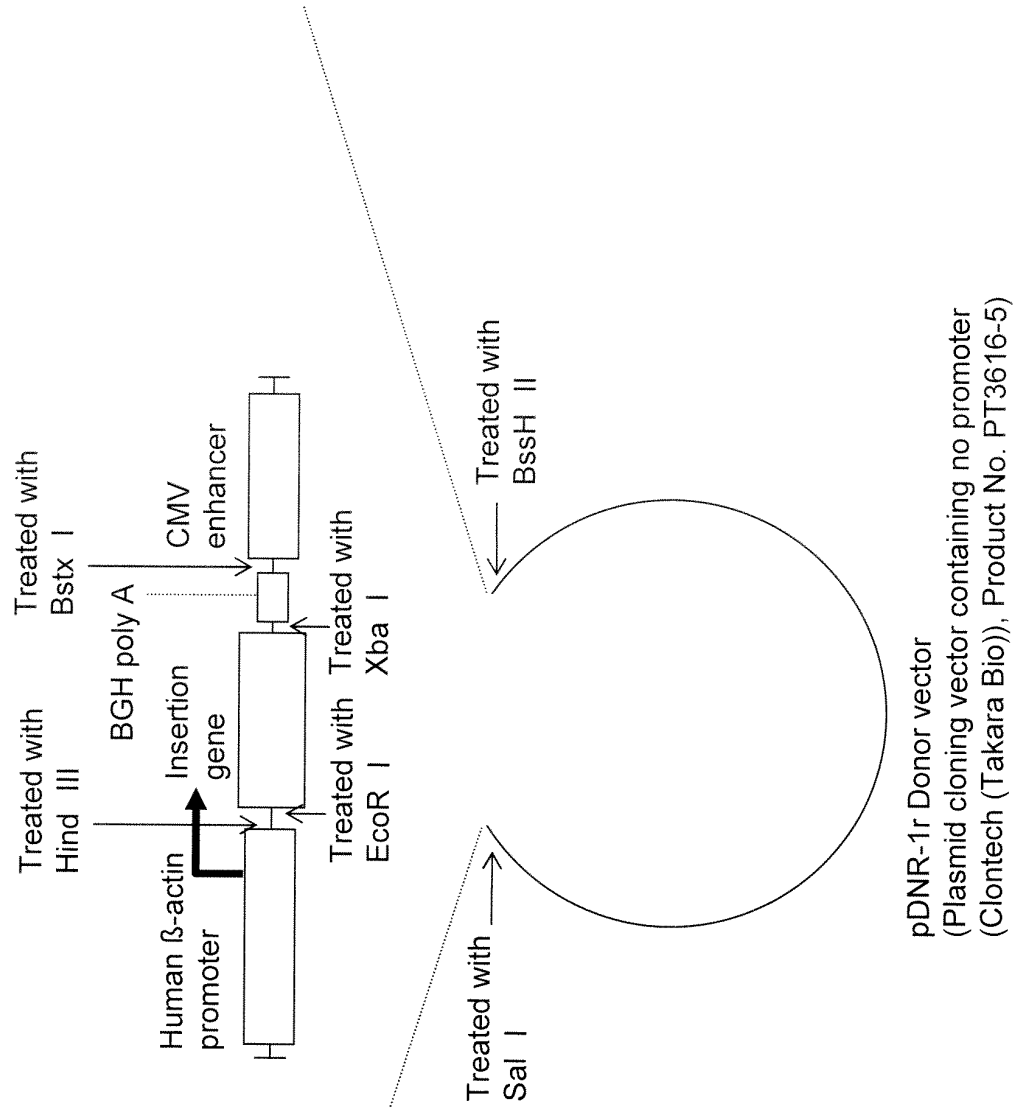 Treated with
Hind III
Treated with
Bstx I
BGH poly A
Human ß-actin
promoter
Insertion
gene
CMV
enhancer
Treated with
EcoR I
Treated with
Xba I
Treated with
Sal I
Treated with
BssH II
pDNR-1r Donor vector
(Plasmid cloning vector containing no promoter
(Clontech (Takara Bio)), Product No. PT3616-5)